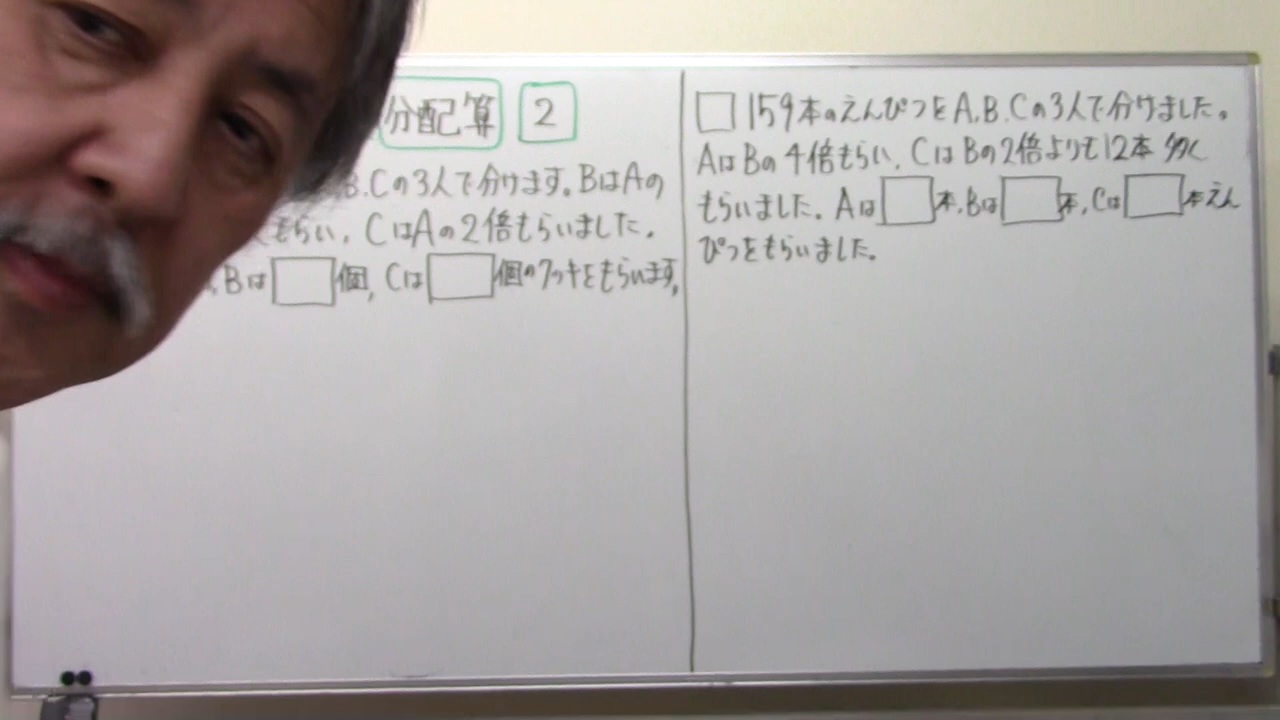 分配算 2
B.Cの3人で分けます。BはAの
もらい, CはAの2倍もらいました.
Bは□個, Cは□個のクッキをもらいます.
□ 159本のえんぴつをA.B.Cの3人で分けました。
AはBの4倍もらい, CはBの2倍よりも12本 多く
もらいました. Aは□本.Bは□本, Cは□本えん
ぴつをもらいました。